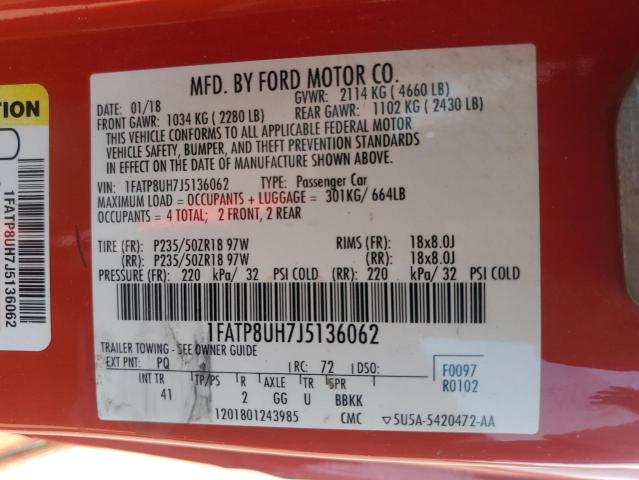 TION
1FATP8UH7J5136062
MFD. BY FORD MOTOR CO.
DATE: 01/18 GVWR: 2114 KG ( 4660 LB)
FRONT GAWR: 1034 KG ( 2280 LB) REAR GAWR: 1102 KG ( 2430 LB)
THIS VEHICLE CONFORMS TO ALL APPLICABLE FEDERAL MOTOR
VEHICLE SAFETY, BUMPER, AND THEFT PREVENTION STANDARDS
IN EFFECT ON THE DATE OF MANUFACTURE SHOWN ABOVE.
VIN: 1FATP8UH7J5136062 TYPE: Passenger Car
MAXIMUM LOAD = OCCUPANTS + LUGGAGE = 301KG/ 664LB
OCCUPANTS = 4 TOTAL; 2 FRONT, 2 REAR
TIRE (FR): P235/50ZR18 97W RIMS (FR): 18x8.0J
(RR): P235/50ZR18 97W (RR): 18x8.0J
PRESSURE (FR): 220 kPa/ 32 PSI COLD (RR): 220 kPa/ 32 PSI COLD
1FATP8UH7J5136062
TRAILER TOWING - SEE OWNER GUIDE
EXT PNT: PQ RC: 72 DSO: F0097
INT TR TP/PS R AXLE TR SPR R0102
41 2 GG U BBKK
1201801243985 CMC ▽5U5A-5420472-AA